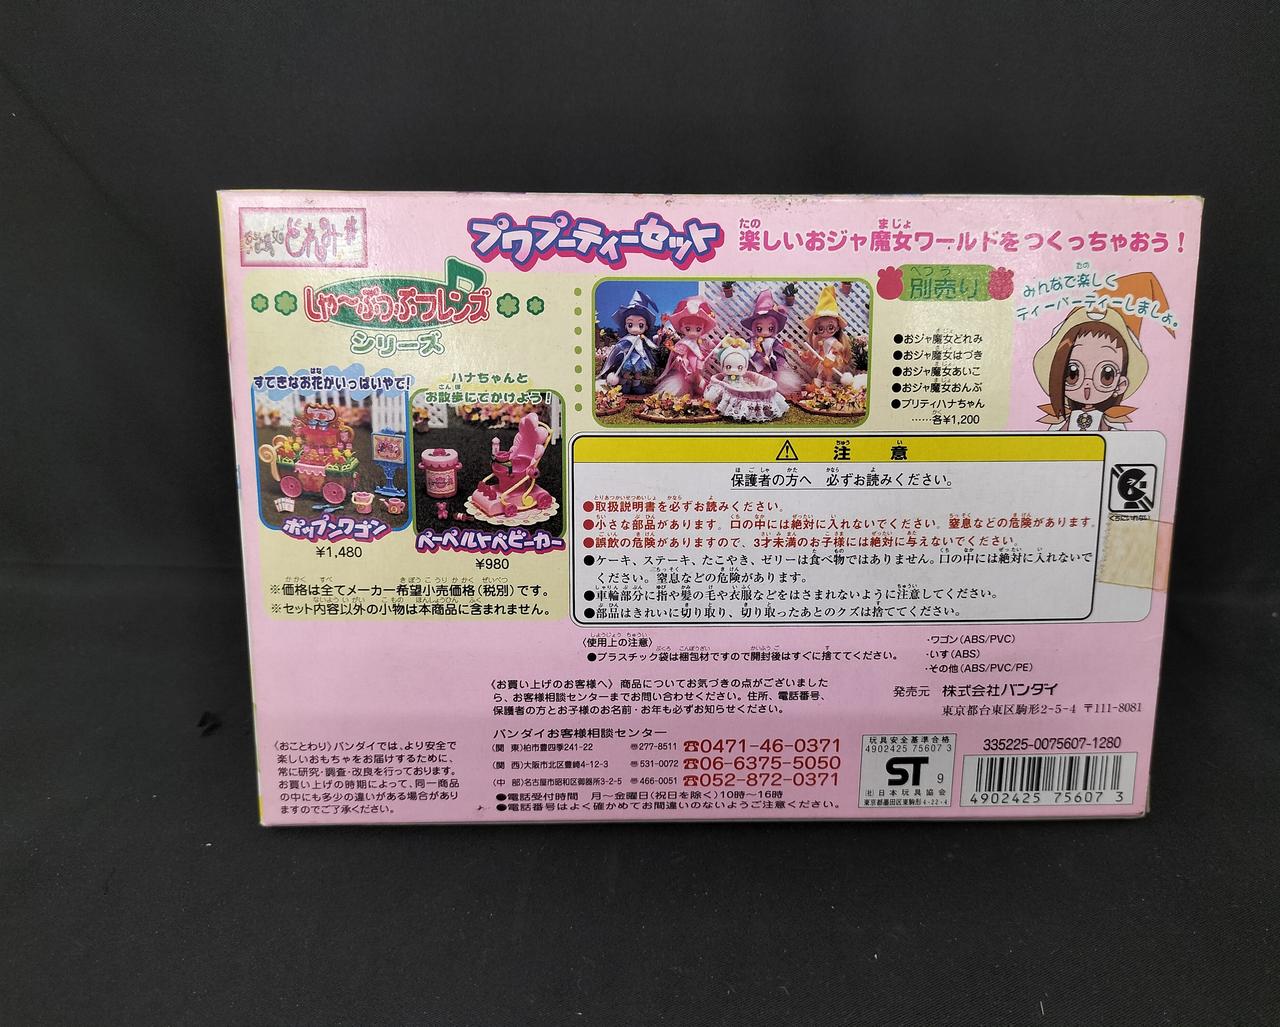 おジャ魔女どれみ#
プワプーティーセット
楽しいおジャ魔女ワールドをつくっちゃおう！
しゃ〜ぷっぷフレンズ
シリーズ
すてきなお花がいっぱいやで！
ポップンワゴン
¥1,480
ハナちゃんと
お散歩にでかけよう！
ペーペルトベビーカー
¥980
※価格は全てメーカー希望小売価格(税別)です。
※セット内容以外の小物は本商品に含まれません。
別売り
●おジャ魔女どれみ
●おジャ魔女はづき
●おジャ魔女あいこ
●おジャ魔女おんぷ
●プリティハナちゃん
……各¥1,200
みんなで楽しく
ティーパーティーしましょ。
注意
保護者の方へ 必ずお読みください。
●取扱説明書を必ずお読みください。
●小さな部品があります。口の中には絶対に入れないでください。窒息などの危険があります。
●誤飲の危険がありますので、3才未満のお子様には絶対に与えないでください。
●ケーキ、ステーキ、たこやき、ゼリーは食べ物ではありません。口の中には絶対に入れないで
ください。窒息などの危険があります。
●車輪部分に指や髪の毛や衣服などをはさまれないように注意してください。
●部品はきれいに切り取り、切り取ったあとのクズは捨ててください。
くちにいれない
〈使用上の注意〉
●プラスチック袋は梱包材ですので開封後はすぐに捨ててください。
・ワゴン(ABS/PVC)
・いす(ABS)
・その他(ABS/PVC/PE)
〈お買い上げのお客様へ〉商品についてお気づきの点がございました
ら、お客様相談センターまでお問い合わせください。住所、電話番号、
保護者の方とお子様のお名前・お年も必ずお知らせください。
発売元 株式会社バンダイ
東京都台東区駒形2-5-4 〒111-8081
バンダイお客様相談センター
(関 東)柏市豊四季241-22 〒277-8511 ☎0471-46-0371
(関 西)大阪市北区豊崎4-12-3 〒531-0072 ☎06-6375-5050
(中 部)名古屋市昭和区御器所3-2-5 〒466-0051 ☎052-872-0371
●電話受付時間 月〜金曜日(祝日を除く)10時〜16時
●電話番号はよく確かめてお間違いのないようご注意ください。
〈おことわり〉バンダイでは、より安全で
楽しいおもちゃをお届けするために、
常に研究・調査・改良を行っております。
お買い上げの時期によって、同一商品
の中にも多少の違いがある場合があり
ますのでご了承ください。
玩具安全基準合格
4902425 75607 3
ST 9
(社)日本玩具協会
東京都墨田区東駒形4-22-4
335225-0075607-1280
4902425 75607 3